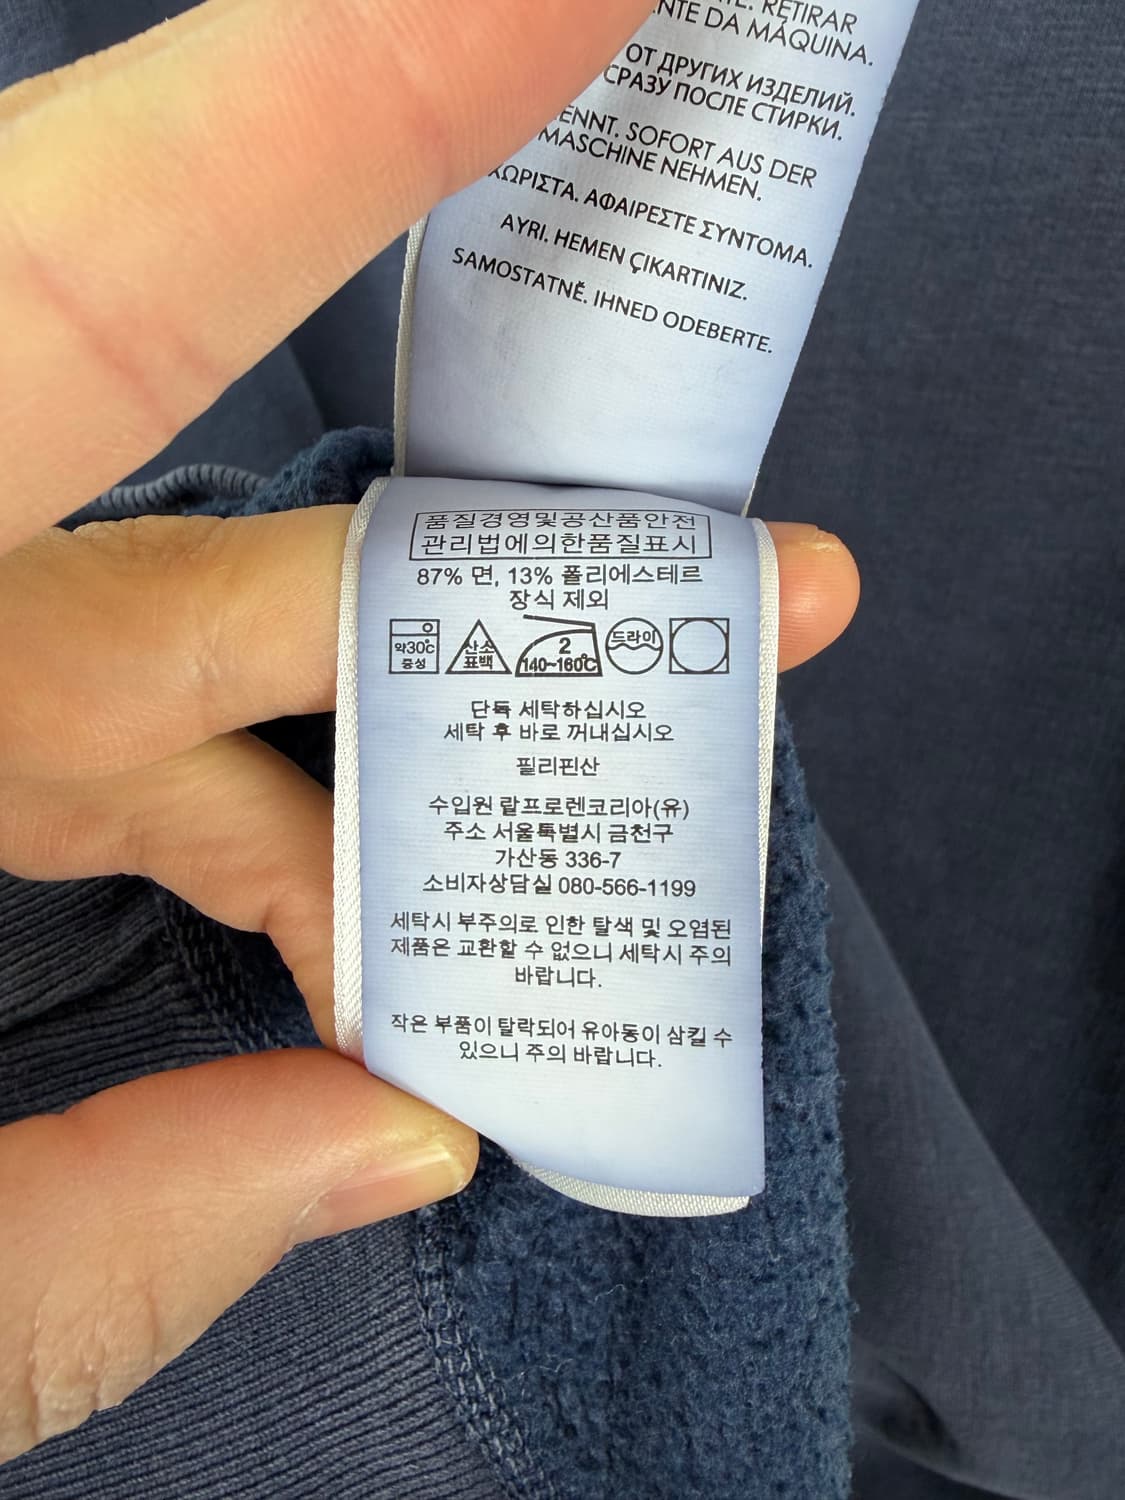 RETIRAR
NTE DA MÁQUINA.
ОТ ДРУГИХ ИЗДЕЛИЙ.
СРАЗУ ПОСЛЕ СТИРКИ.
ENNT. SOFORT AUS DER
MASCHINE NEHMEN.
ΧΩΡΙΣΤΑ. ΑΦΑΙΡΕΣΤΕ ΣΥΝΤΟΜΑ.
AYRI. HEMEN ÇIKARTINIZ.
SAMOSTATNĚ. IHNED ODEBERTE.
품질경영및공산품안전
관리법에의한품질표시
87% 면, 13% 폴리에스테르
장식 제외
약30℃
중성
산소
표백
2
140~160℃
드라이
단독 세탁하십시오
세탁 후 바로 꺼내십시오
필리핀산
수입원 랄프로렌코리아(유)
주소 서울특별시 금천구
가산동 336-7
소비자상담실 080-566-1199
세탁시 부주의로 인한 탈색 및 오염된
제품은 교환할 수 없으니 세탁시 주의
바랍니다.
작은 부품이 탈락되어 유아동이 삼킬 수
있으니 주의 바랍니다.